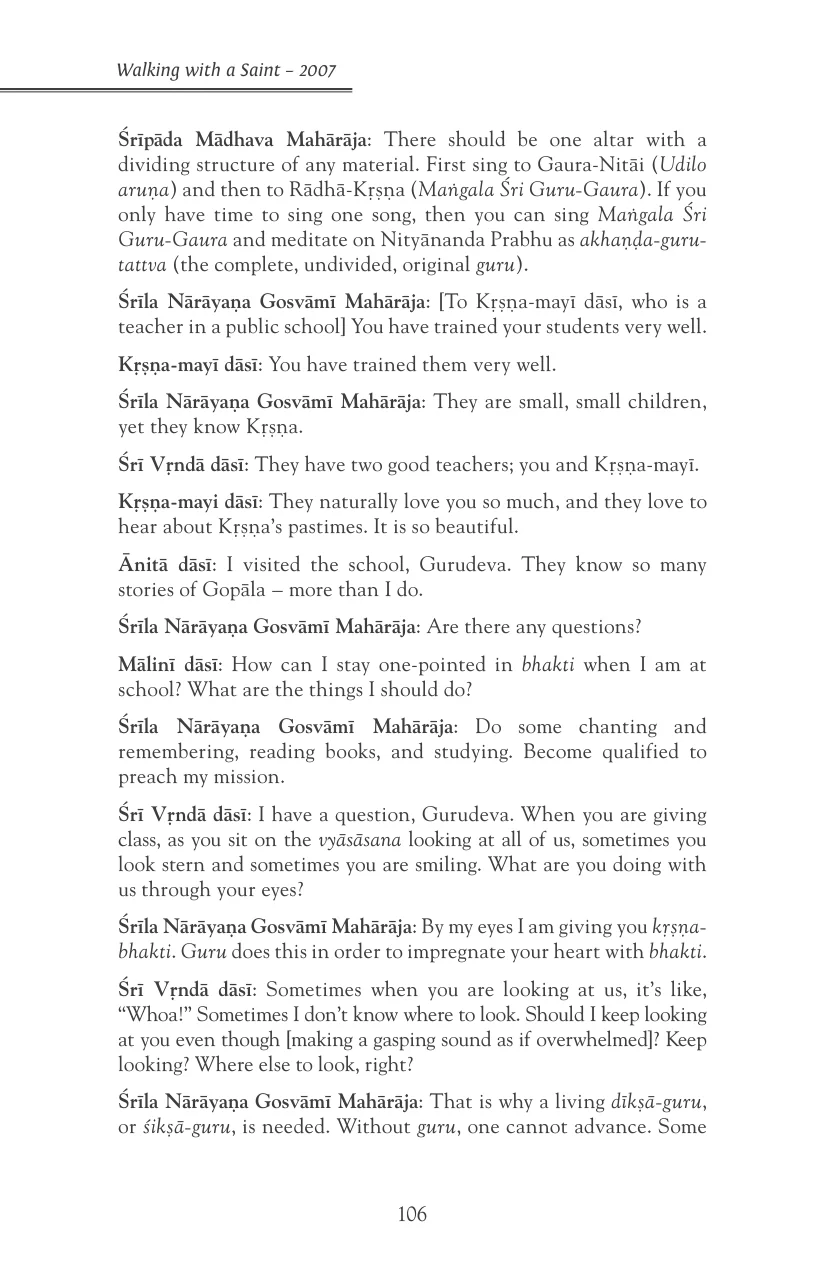 Walking with a Saint – 2007
Śrīpāda Mādhava Mahārāja: There should be one altar with a
dividing structure of any material. First sing to Gaura-Nitāi (Udilo
aruṇa) and then to Rādhā-Kṛṣṇa (Maṅgala Śri Guru-Gaura). If you
only have time to sing one song, then you can sing Maṅgala Śri
Guru-Gaura and meditate on Nityānanda Prabhu as akhaṇḍa-guru-
tattva (the complete, undivided, original guru).
Śrīla Nārāyaṇa Gosvāmī Mahārāja: [To Kṛṣṇa-mayī dāsī, who is a
teacher in a public school] You have trained your students very well.
Kṛṣṇa-mayī dāsī: You have trained them very well.
Śrīla Nārāyaṇa Gosvāmī Mahārāja: They are small, small children,
yet they know Kṛṣṇa.
Śrī Vṛndā dāsī: They have two good teachers; you and Kṛṣṇa-mayī.
Kṛṣṇa-mayi dāsī: They naturally love you so much, and they love to
hear about Kṛṣṇa’s pastimes. It is so beautiful.
Ānitā dāsī: I visited the school, Gurudeva. They know so many
stories of Gopāla – more than I do.
Śrīla Nārāyaṇa Gosvāmī Mahārāja: Are there any questions?
Mālinī dāsī: How can I stay one-pointed in bhakti when I am at
school? What are the things I should do?
Śrīla Nārāyaṇa Gosvāmī Mahārāja: Do some chanting and
remembering, reading books, and studying. Become qualified to
preach my mission.
Śrī Vṛndā dāsī: I have a question, Gurudeva. When you are giving
class, as you sit on the vyāsāsana looking at all of us, sometimes you
look stern and sometimes you are smiling. What are you doing with
us through your eyes?
Śrīla Nārāyaṇa Gosvāmī Mahārāja: By my eyes I am giving you kṛṣṇa-
bhakti. Guru does this in order to impregnate your heart with bhakti.
Śrī Vṛndā dāsī: Sometimes when you are looking at us, it’s like,
“Whoa!” Sometimes I don’t know where to look. Should I keep looking
at you even though [making a gasping sound as if overwhelmed]? Keep
looking? Where else to look, right?
Śrīla Nārāyaṇa Gosvāmī Mahārāja: That is why a living dīkṣā-guru,
or śikṣā-guru, is needed. Without guru, one cannot advance. Some
106